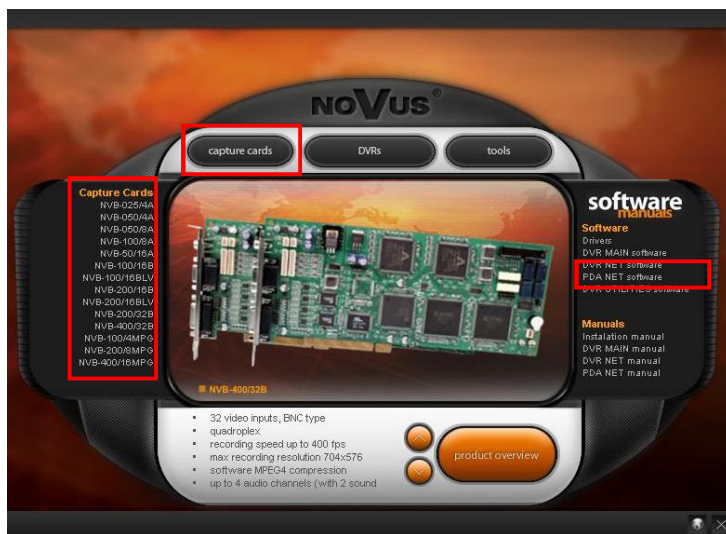 NOVUS®
capture cards
DVRs
tools
Capture Cards
NVB-025/4A
NVB-050/4A
NVB-050/8A
NVB-100/8A
NVB-50/16A
NVB-100/16B
NVB-100/16BLV
NVB-200/16B
NVB-200/16BLV
NVB-200/32B
NVB-400/32B
NVB-100/4MPG
NVB-200/8MPG
NVB-400/16MPG
NVB-400/32B
software
manuals
Software
Drivers
DVR MAIN software
DVR NET software
PDA NET software
DVR UTILITIES software
Manuals
Instalation manual
DVR MAIN manual
DVR NET manual
PDA NET manual
32 video inputs, BNC type
quadroplex
recording speed up to 400 fps
max recording resolution 704x576
software MPEG4 compression
up to 4 audio channels (with 2 sound
product overview